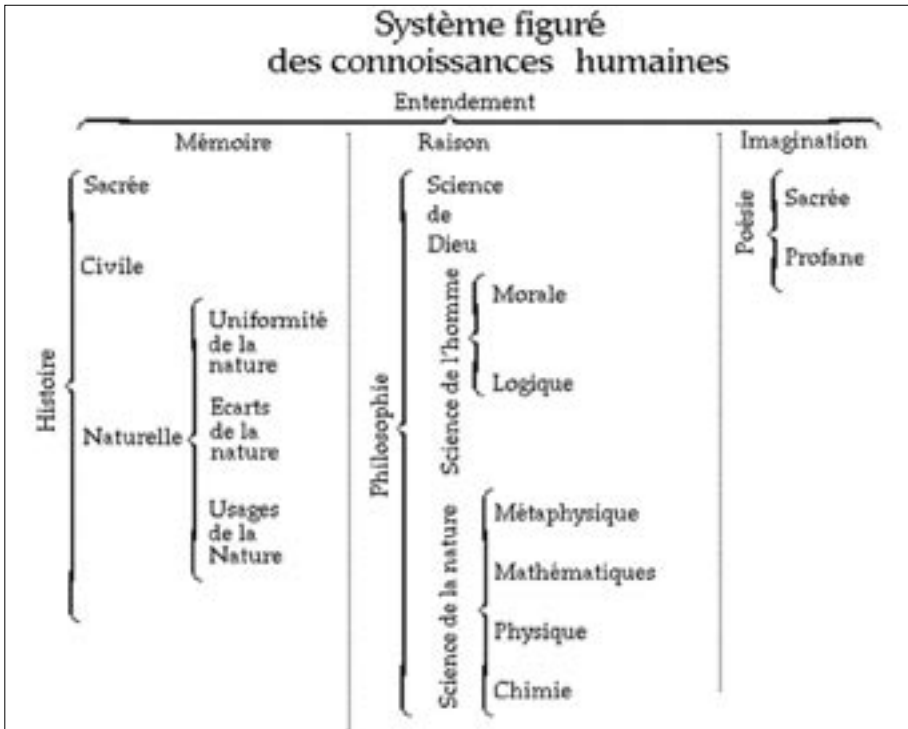 Système figuré
des connoissances humaines
Entendement
Mémoire
Raison
Imagination
Histoire
Sacrée
Civile
Naturelle
Uniformité
de la
nature
Ecarts
de la
nature
Usages
de la
Nature
Philosophie
Science
de
Dieu
Science de l'homme
Morale
Logique
Science de la nature
Métaphysique
Mathématiques
Physique
Chimie
Poésie
Sacrée
Profane